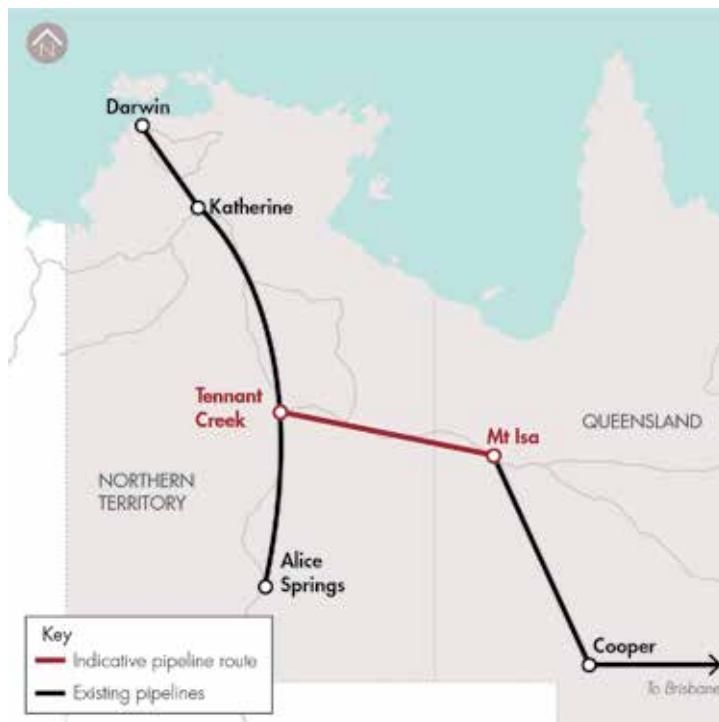 N
Darwin
Katherine
Tennant
Creek
Mt Isa
QUEENSLAND
NORTHERN
TERRITORY
Alice
Springs
Cooper
To Brisbane
Key
Indicative pipeline route
Existing pipelines